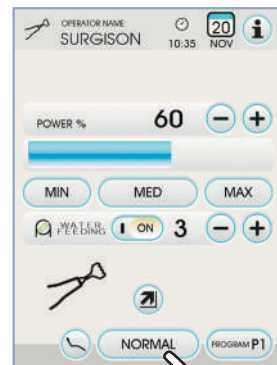 OPERATOR NAME
SURGISON
10:35
20
NOV
i
POWER % 60 − +
MIN MED MAX
WATER FEEDING I ON 3 − +
NORMAL PROGRAM P1